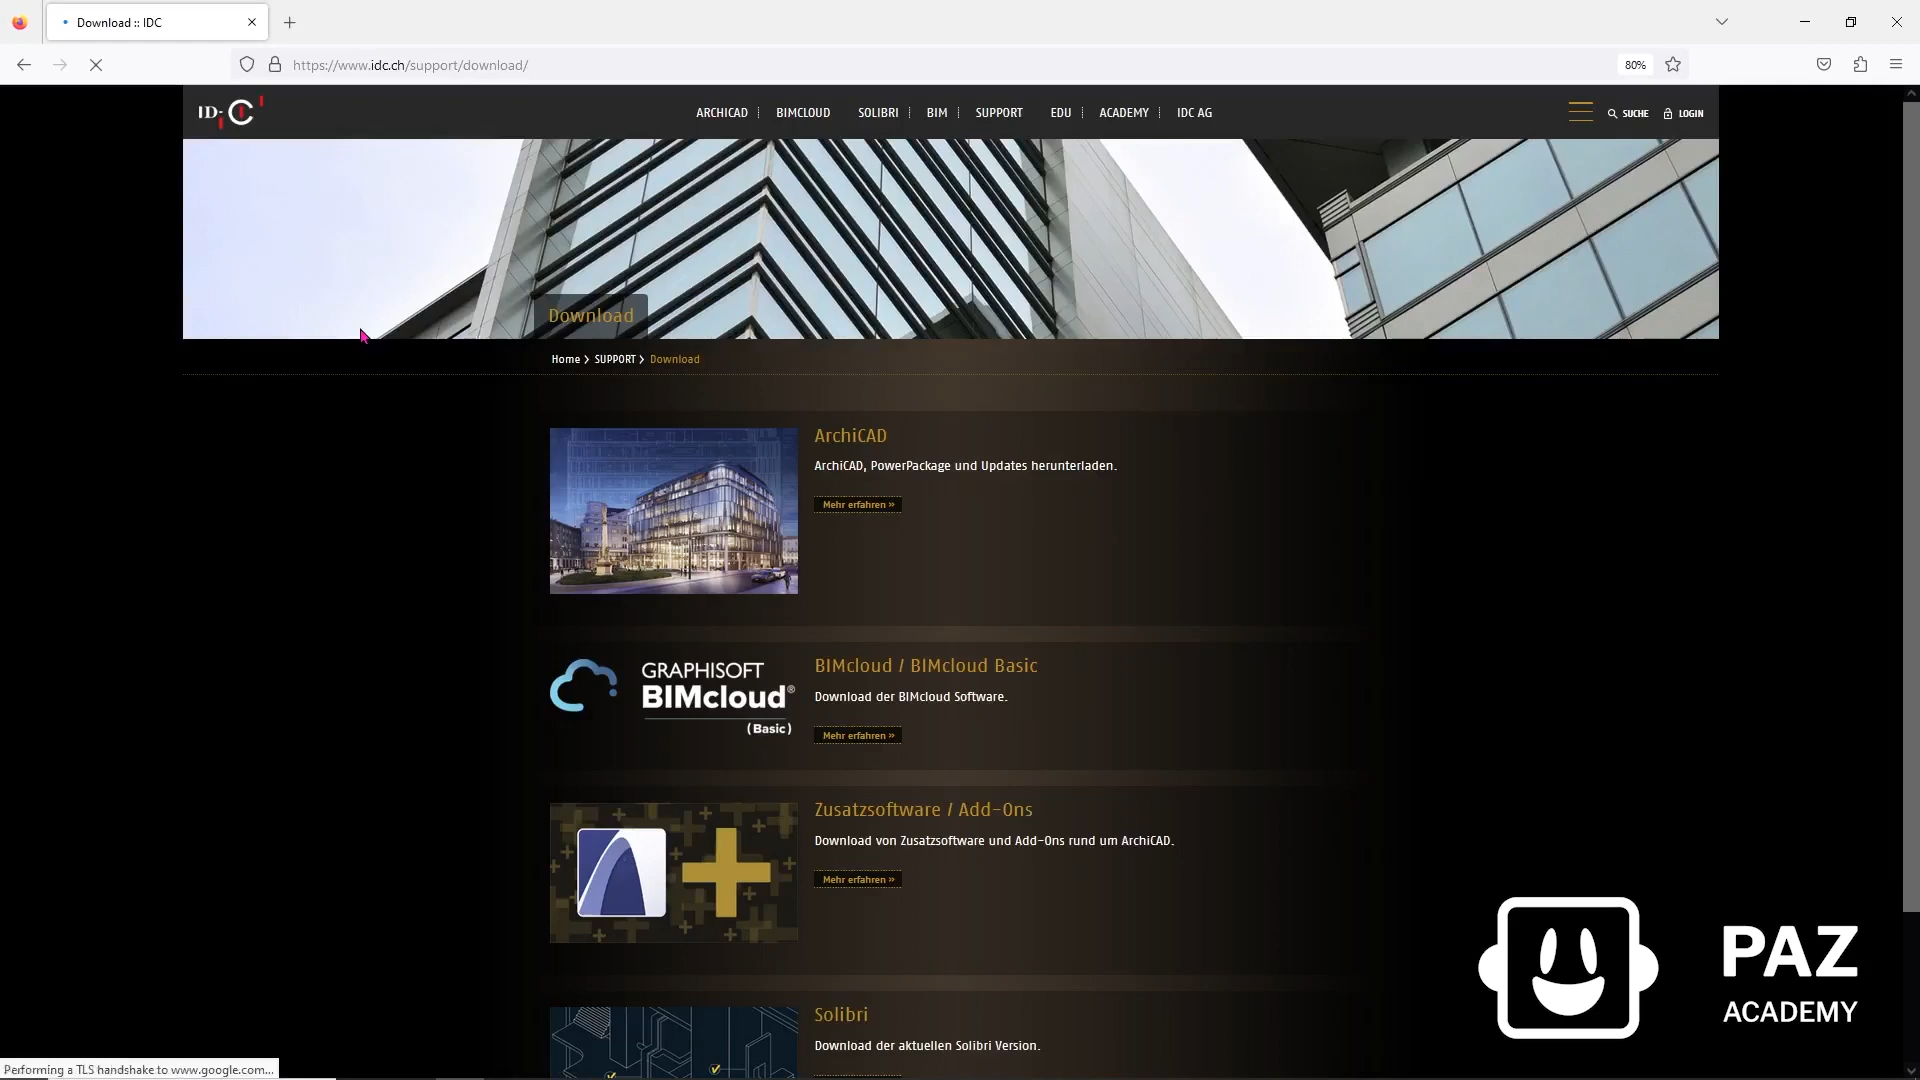 Download :: IDC
https://www.idc.ch/support/download/
80%
ID-C
ARCHICAD
BIMCLOUD
SOLIBRI
BIM
SUPPORT
EDU
ACADEMY
IDC AG
SUCHE
LOGIN
Download
Home > SUPPORT > Download
ArchiCAD
ArchiCAD, PowerPackage und Updates herunterladen.
Mehr erfahren »
GRAPHISOFT
BIMcloud®
(Basic)
BIMcloud / BIMcloud Basic
Download der BIMcloud Software.
Mehr erfahren »
Zusatzsoftware / Add-Ons
Download von Zusatzsoftware und Add-Ons rund um ArchiCAD.
Mehr erfahren »
Solibri
Download der aktuellen Solibri Version.
PAZ
ACADEMY
Performing a TLS handshake to www.google.com...